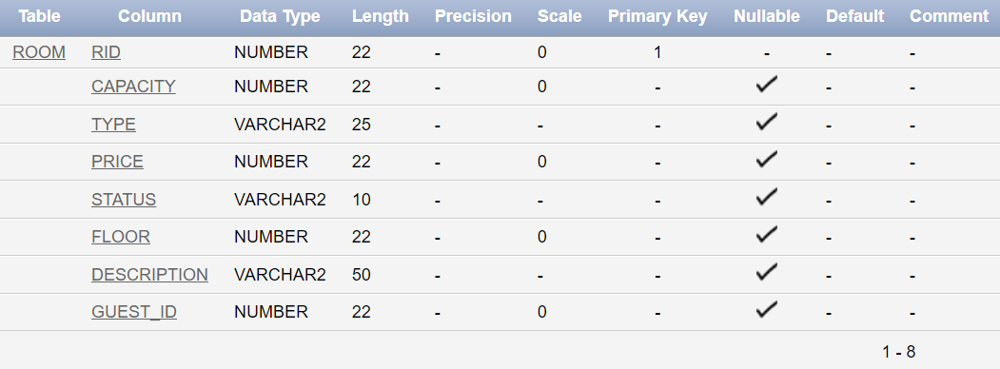 Table Column Data Type Length Precision Scale Primary Key Nullable Default Comment
ROOM RID NUMBER 22 - 0 1 - - -
CAPACITY NUMBER 22 - 0 - - -
TYPE VARCHAR2 25 - - - - -
PRICE NUMBER 22 - 0 - - -
STATUS VARCHAR2 10 - - - - -
FLOOR NUMBER 22 - 0 - - -
DESCRIPTION VARCHAR2 50 - - - - -
GUEST_ID NUMBER 22 - 0 - - -
1 - 8